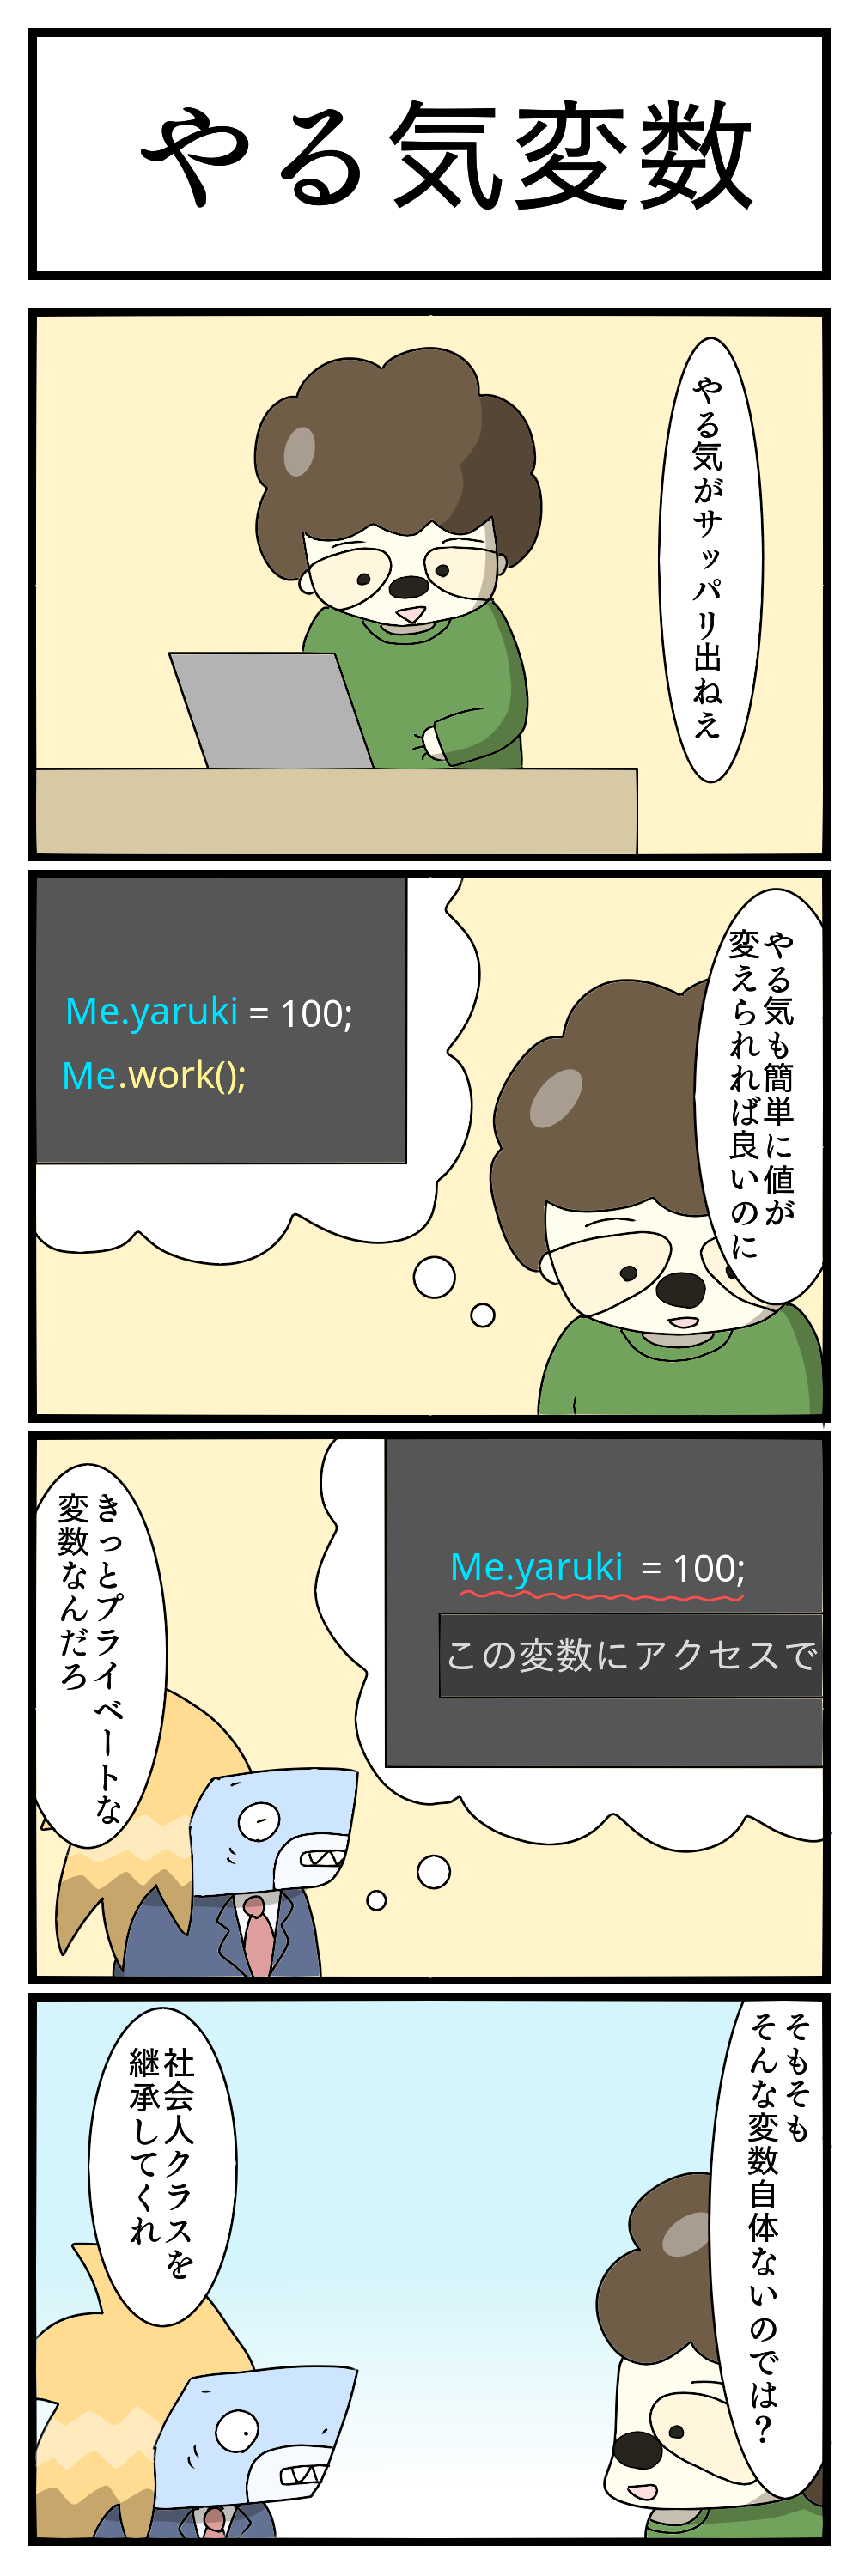 やる気変数
やる気がサッパリ出ねえ
やる気も簡単に値が
変えられれば良いのに
Me.yaruki = 100;
Me.work();
Me.yaruki = 100;
この変数にアクセスで
きっとプライベートな
変数なんだろ
そもそも
そんな変数自体ないのでは？
社会人クラスを
継承してくれ